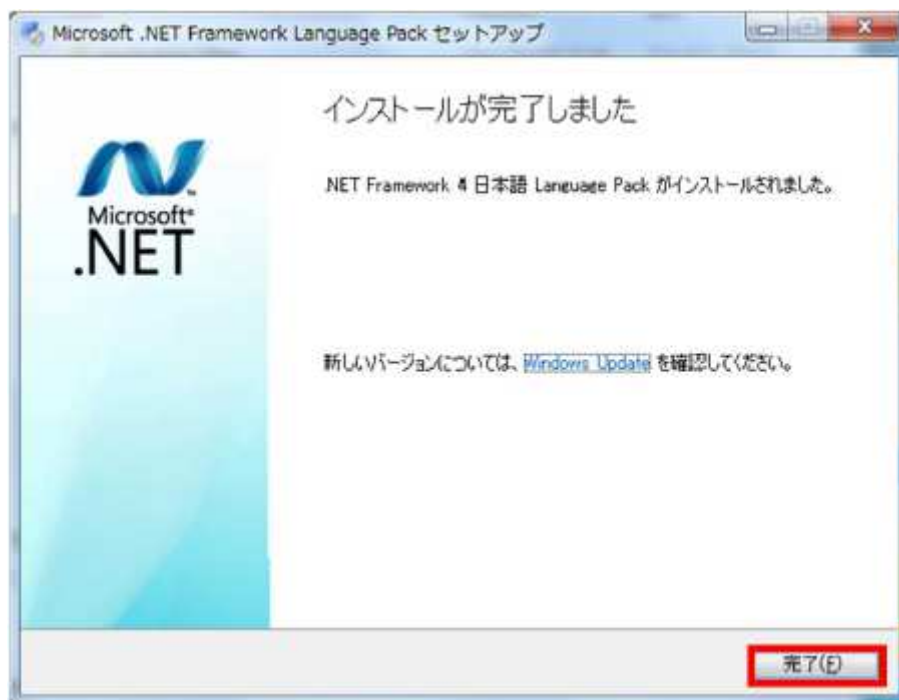 Microsoft .NET Framework Language Pack セットアップ
インストールが完了しました
.NET Framework 4 日本語 Language Pack がインストールされました。
Microsoft®
.NET
新しいバージョンについては、Windows Update を確認してください。
完了(F)